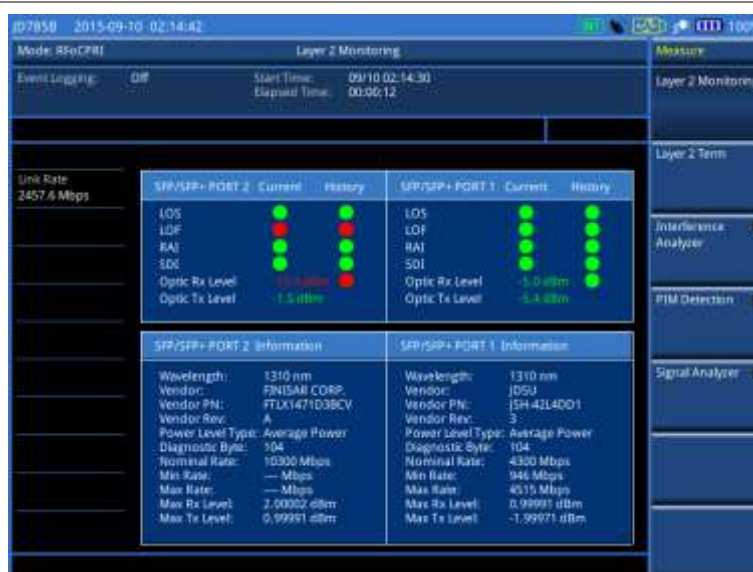 JD785B 2015-09-10 02:14:42
INT
100%
Mode: RFoCPRI
Layer 2 Monitoring
Measure
Event Logging: Off
Start Time: 09/10 02:14:30
Elapsed Time: 00:00:12
Layer 2 Monitoring
Layer 2 Term
Interference
Analyzer
PIM Detection
Signal Analyzer
Link Rate
2457.6 Mbps
SFP/SFP+ PORT 2 Current History
LOS
LOF
RAI
SDI
Optic Rx Level
Optic Tx Level -1.5 dBm
SFP/SFP+ PORT 1 Current History
LOS
LOF
RAI
SDI
Optic Rx Level -5.0 dBm
Optic Tx Level -5.4 dBm
SFP/SFP+ PORT 2 Information
Wavelength: 1310 nm
Vendor: FINISAR CORP.
Vendor PN: FTLX1471D3BCV
Vendor Rev: A
Power Level Type: Average Power
Diagnostic Byte: 104
Nominal Rate: 10300 Mbps
Min Rate: --- Mbps
Max Rate: --- Mbps
Max Rx Level: 2.00002 dBm
Max Tx Level: 0.99991 dBm
SFP/SFP+ PORT 1 Information
Wavelength: 1310 nm
Vendor: JDSU
Vendor PN: JSH-42L4DD1
Vendor Rev: 3
Power Level Type: Average Power
Diagnostic Byte: 104
Nominal Rate: 4300 Mbps
Min Rate: 946 Mbps
Max Rate: 4515 Mbps
Max Rx Level: 0.99991 dBm
Max Tx Level: -1.99971 dBm